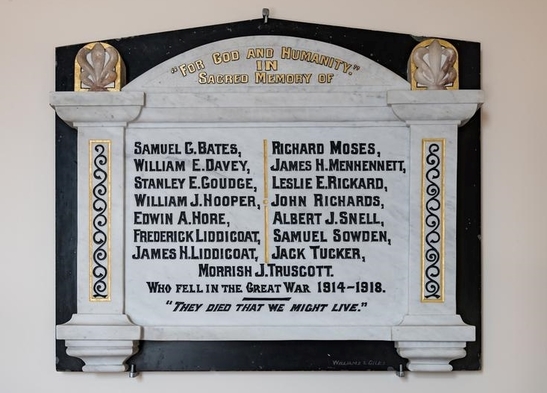 "FOR GOD AND HUMANITY."
IN
SACRED MEMORY OF
SAMUEL G. BATES,
WILLIAM E. DAVEY,
STANLEY E. GOUDGE,
WILLIAM J. HOOPER,
EDWIN A. HORE,
FREDERICK LIDDICOAT,
JAMES H. LIDDICOAT,
RICHARD MOSES,
JAMES H. MENHENNETT,
LESLIE E. RICKARD,
JOHN RICHARDS,
ALBERT J. SNELL,
SAMUEL SOWDEN,
JACK TUCKER,
MORRISH J. TRUSCOTT.
WHO FELL IN THE GREAT WAR 1914-1918.
"THEY DIED THAT WE MIGHT LIVE."
WILLIAMS &